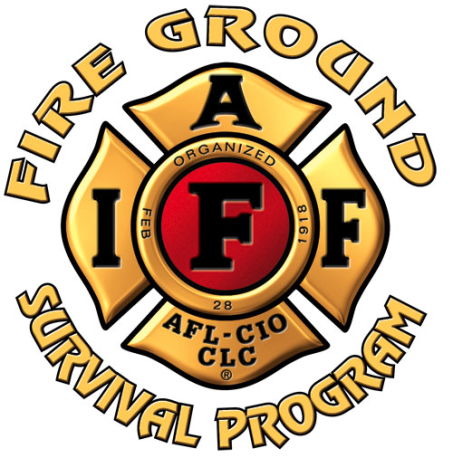 FIRE GROUND
A
ORGANIZED
I F F
FEB 28 1918
AFL-CIO
CLC
®
SURVIVAL PROGRAM